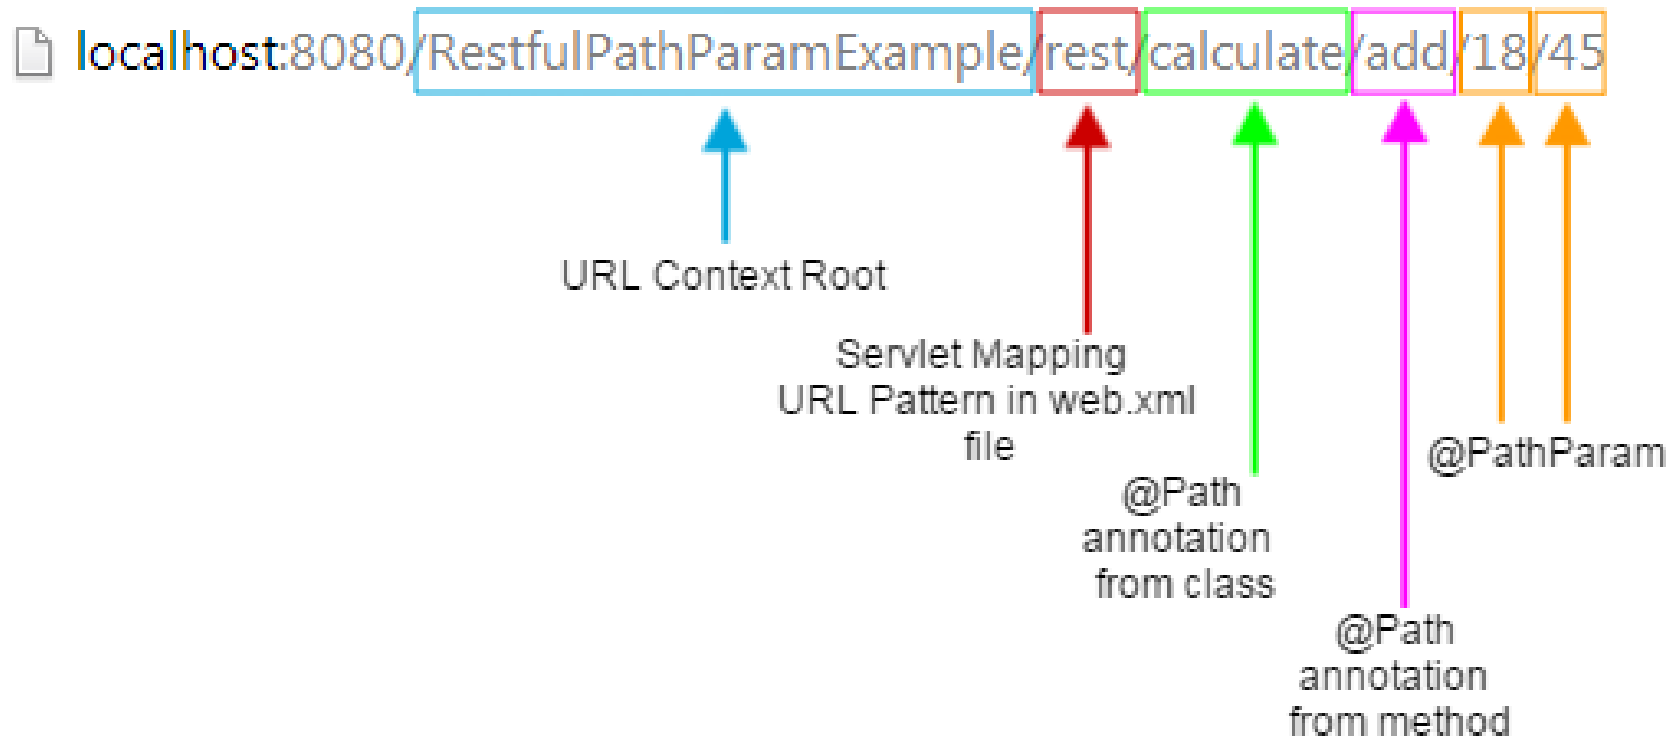 localhost:8080/RestfulPathParamExample/rest/calculate/add/18/45
URL Context Root
Servlet Mapping
URL Pattern in web.xml
file
@PathParam
@Path
annotation
from class
@Path
annotation
from method